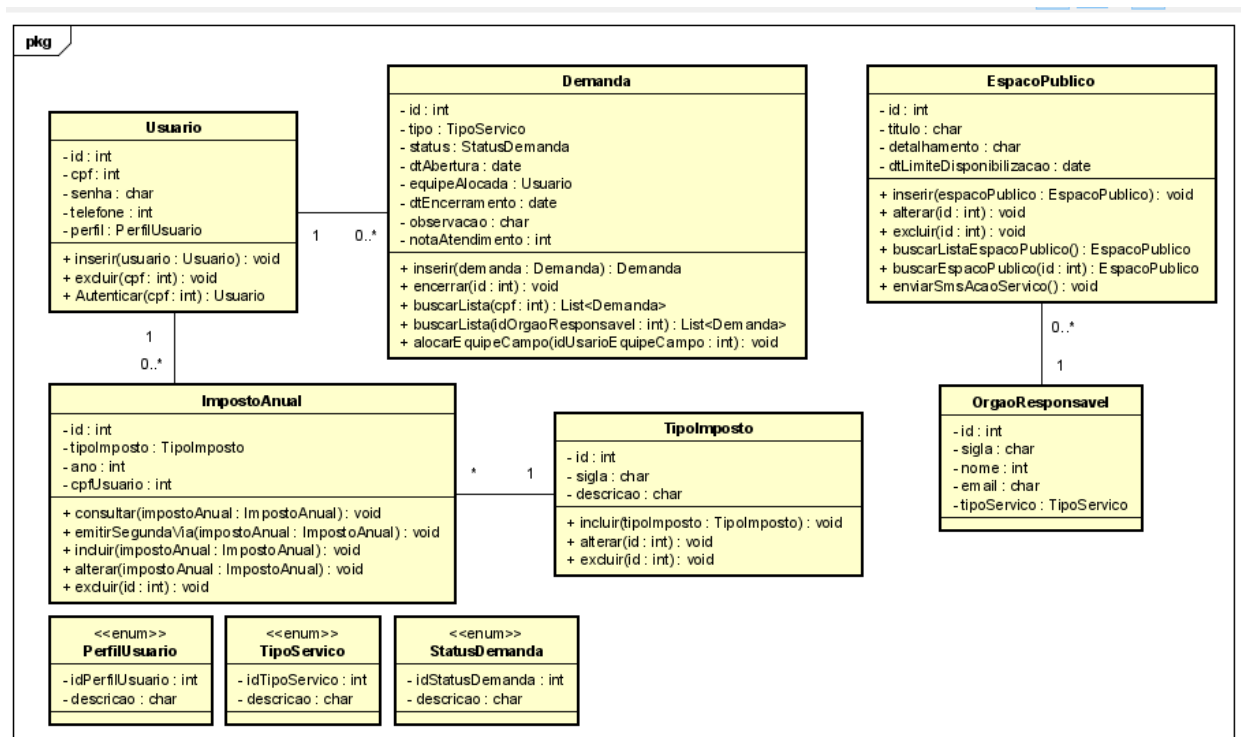 pkg
Usuario
- id : int
- cpf : int
- senha : char
- telefone : int
- perfil : PerfilUsuario
+ inserir(usuario : Usuario) : void
+ excluir(cpf : int) : void
+ Autenticar(cpf : int) : Usuario
1
0..*
Demanda
- id : int
- tipo : TipoServico
- status : StatusDemanda
- dtAbertura : date
- equipeAlocada : Usuario
- dtEncerramento : date
- observacao : char
- notaAtendimento : int
+ inserir(demanda : Demanda) : Demanda
+ encerrar(id : int) : void
+ buscarLista(cpf : int) : List<Demanda>
+ buscarLista(idOrgaoResponsavel : int) : List<Demanda>
+ alocarEquipeCampo(idUsarioEquipeCampo : int) : void
EspacoPublico
- id : int
- titulo : char
- detalhamento : char
- dtLimiteDisponibilizacao : date
+ inserir(espacoPublico : EspacoPublico) : void
+ alterar(id : int) : void
+ excluir(id : int) : void
+ buscarListaEspacoPublico() : EspacoPublico
+ buscarEspacoPublico(id : int) : EspacoPublico
+ enviarSmsAcaoServico() : void
1
0..*
0..*
1
ImpostoAnual
- id : int
- tipoImposto : TipoImposto
- ano : int
- cpfUsuario : int
+ consultar(impostoAnual : ImpostoAnual) : void
+ emitirSegundaVia(impostoAnual : ImpostoAnual) : void
+ incluir(impostoAnual : ImpostoAnual) : void
+ alterar(impostoAnual : ImpostoAnual) : void
+ excluir(id : int) : void
*
1
TipoImposto
- id : int
- sigla : char
- descricao : char
+ incluir(tipoImposto : TipoImposto) : void
+ alterar(id : int) : void
+ excluir(id : int) : void
OrgaoResponsavel
- id : int
- sigla : char
- nome : int
- email : char
- tipoServico : TipoServico
<<enum>>
PerfilUsuario
- idPerfilUsuario : int
- descricao : char
<<enum>>
TipoServico
- idTipoServico : int
- descricao : char
<<enum>>
StatusDemanda
- idStatusDemanda : int
- descricao : char